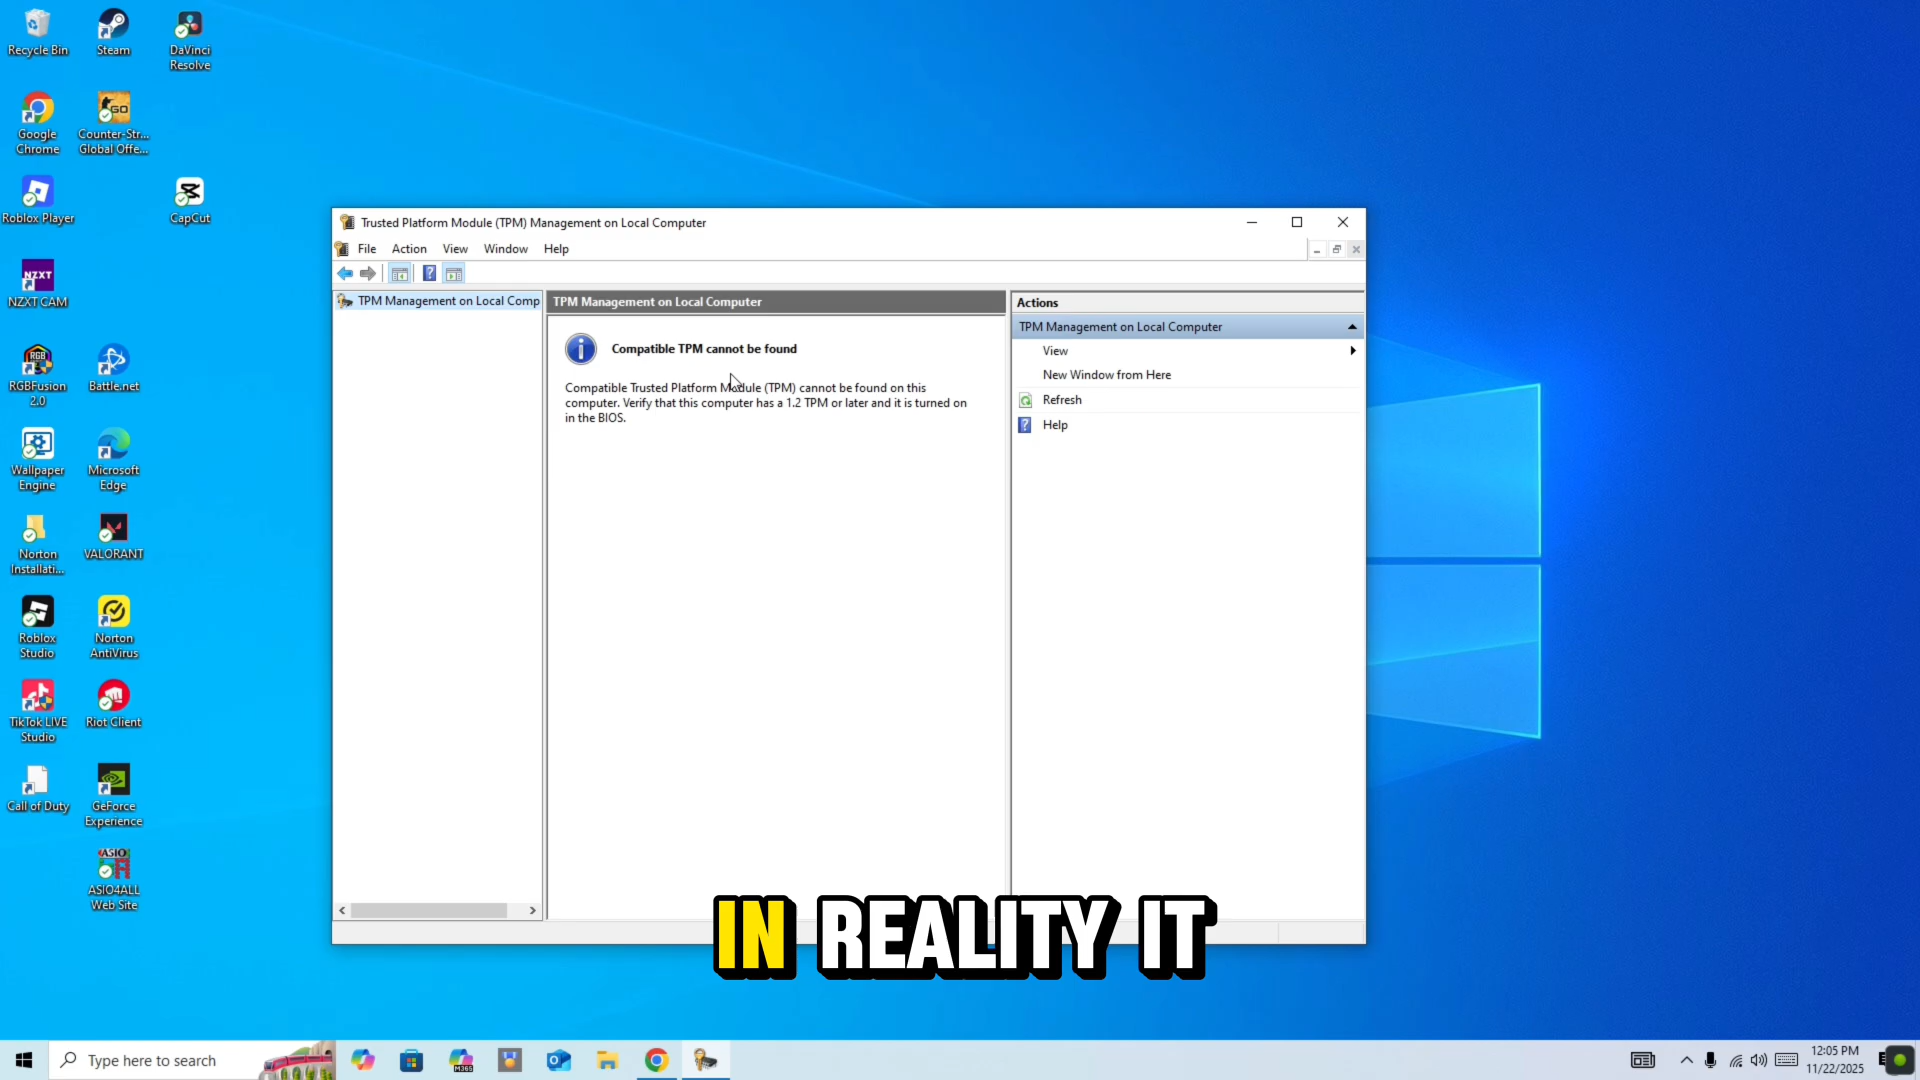 Recycle Bin
Steam
DaVinci
Resolve
Google
Chrome
Counter-Str...
Global Offe...
Roblox Player
CapCut
NZXT
NZXT CAM
RGB
RGBFusion
2.0
Battle.net
Wallpaper
Engine
Microsoft
Edge
Norton
Installati...
VALORANT
Roblox
Studio
Norton
AntiVirus
TikTok LIVE
Studio
Riot Client
Call of Duty
GeForce
Experience
ASIO
ASIO4ALL
Web Site
Trusted Platform Module (TPM) Management on Local Computer
File Action View Window Help
TPM Management on Local Comp
TPM Management on Local Computer
Compatible TPM cannot be found
Compatible Trusted Platform Module (TPM) cannot be found on this
computer. Verify that this computer has a 1.2 TPM or later and it is turned on
in the BIOS.
Actions
TPM Management on Local Computer
View
New Window from Here
Refresh
Help
IN REALITY IT
Type here to search
M365
12:05 PM
11/22/2025